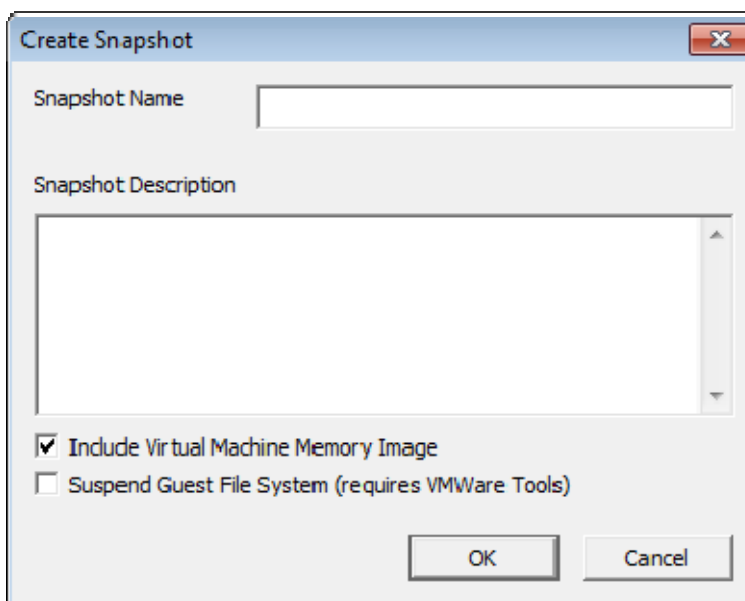 Create Snapshot
Snapshot Name
Snapshot Description
Include Virtual Machine Memory Image
Suspend Guest File System (requires VMWare Tools)
OK
Cancel